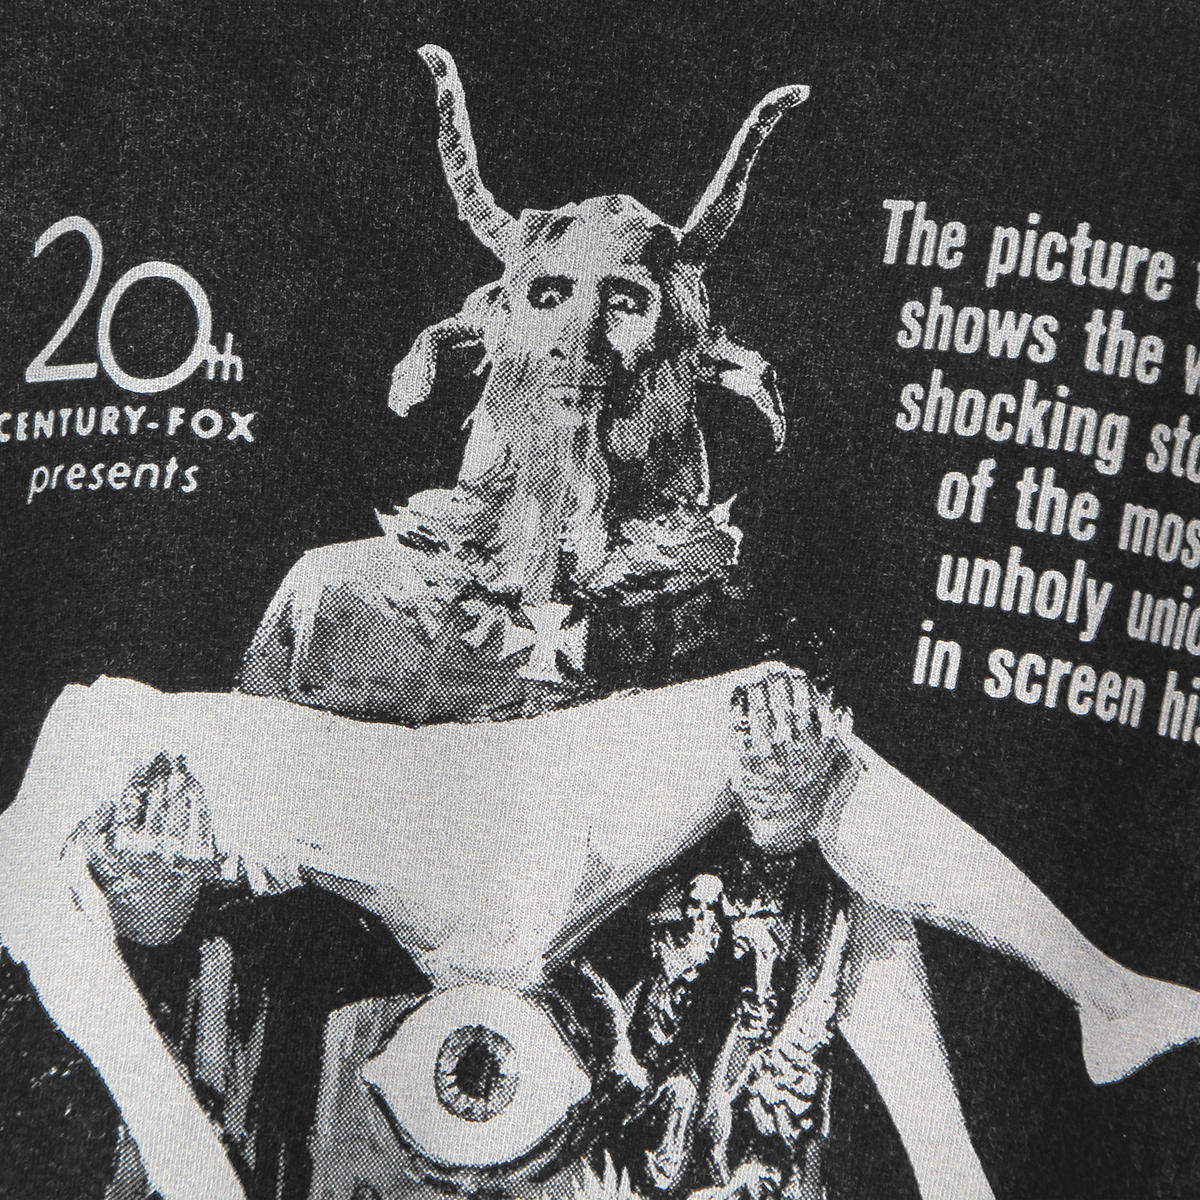 20th
CENTURY-FOX
presents
The picture
shows the
shocking
of the
unholy
in screen